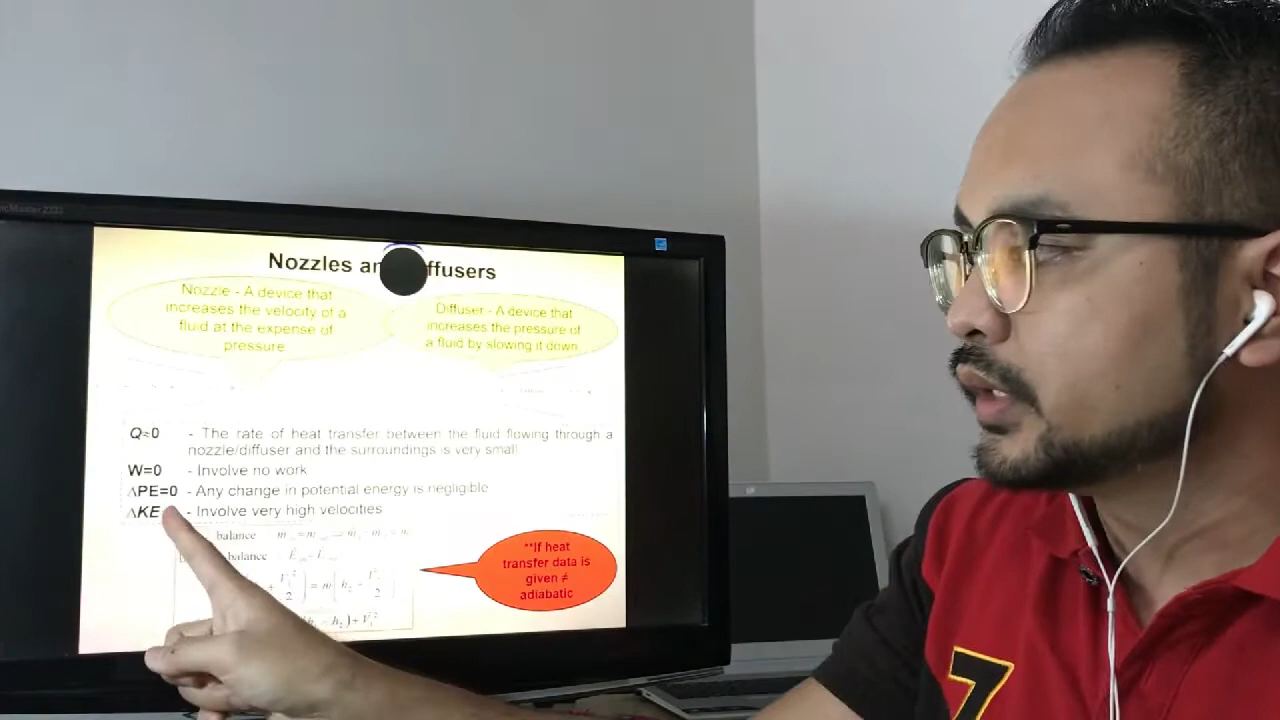 Nozzles an ffusers
Nozzle - A device that
increases the velocity of a
fluid at the expense of
pressure
Diffuser - A device that
increases the pressure of
a fluid by slowing it down
Q≈0 - The rate of heat transfer between the fluid flowing through a
nozzle/diffuser and the surroundings is very small
W=0 - Involve no work
ΔPE=0 - Any change in potential energy is negligible
ΔKE - Involve very high velocities
balance
balance
**If heat
transfer data is
given ≠
adiabatic
7